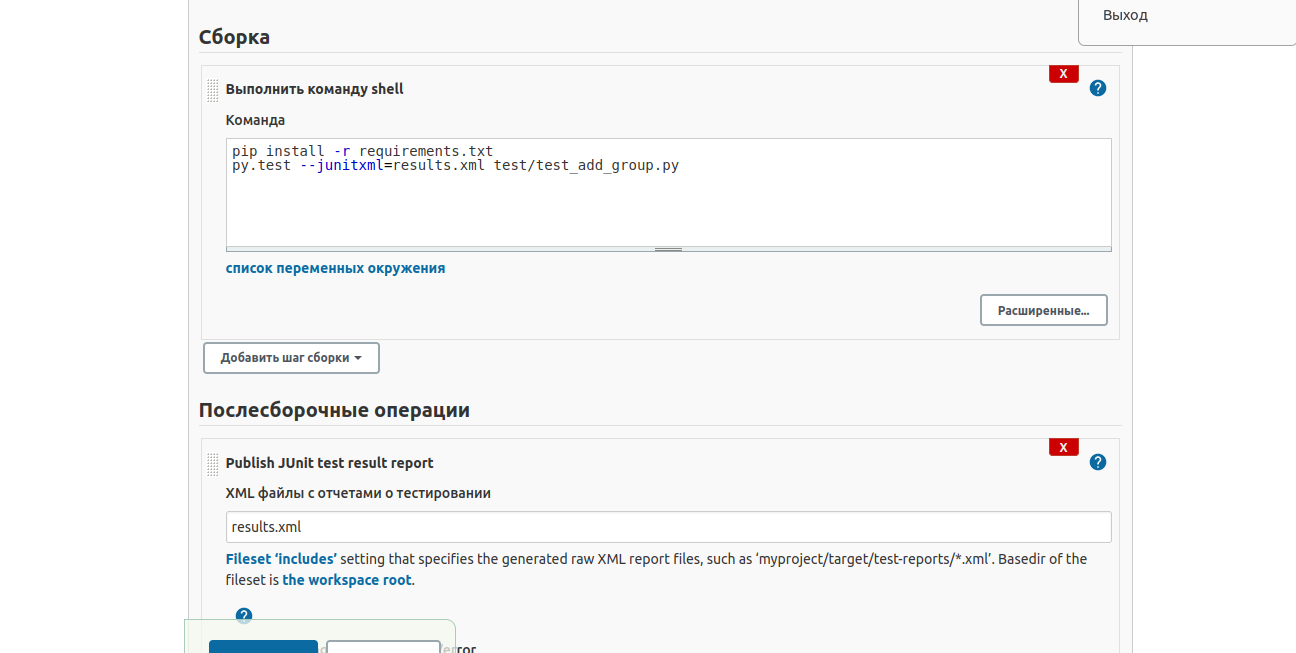 Выход
Сборка
X
Выполнить команду shell
?
Команда
pip install -r requirements.txt
py.test --junitxml=results.xml test/test_add_group.py
список переменных окружения
Расширенные...
Добавить шаг сборки
Послесборочные операции
X
Publish JUnit test result report
?
XML файлы с отчетами о тестировании
results.xml
Fileset ‘includes’ setting that specifies the generated raw XML report files, such as ‘myproject/target/test-reports/*.xml’. Basedir of the
fileset is the workspace root.
?